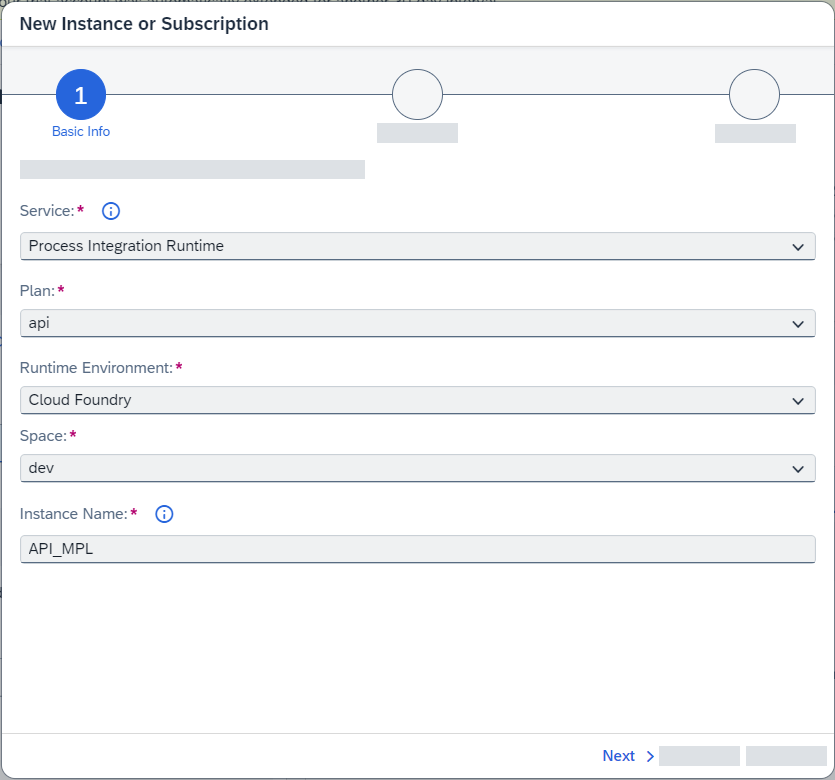 New Instance or Subscription
1
Basic Info
Service:*
Process Integration Runtime
Plan:*
api
Runtime Environment:*
Cloud Foundry
Space:*
dev
Instance Name:*
API_MPL
Next